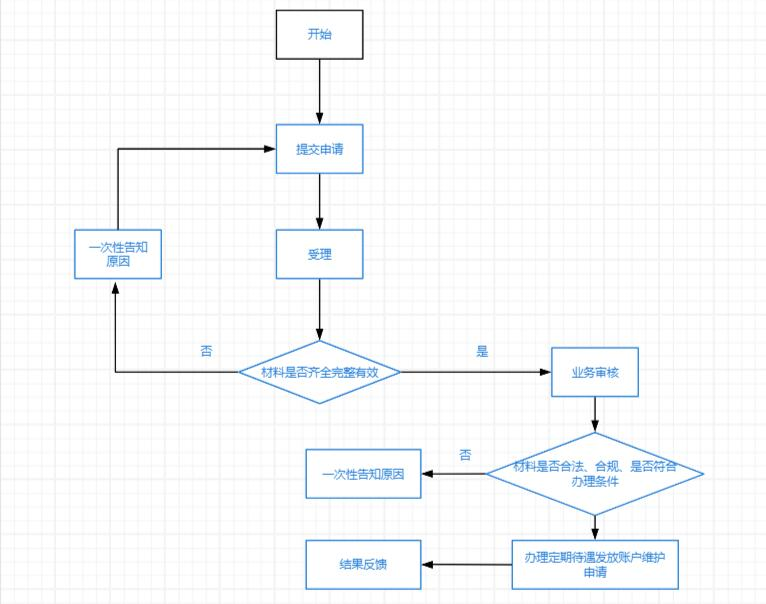 开始
提交申请
一次性告知
原因
受理
否
是
材料是否齐全完整有效
业务审核
否
一次性告知原因
材料是否合法、合规、是否符合
办理条件
结果反馈
办理定期待遇发放账户维护
申请